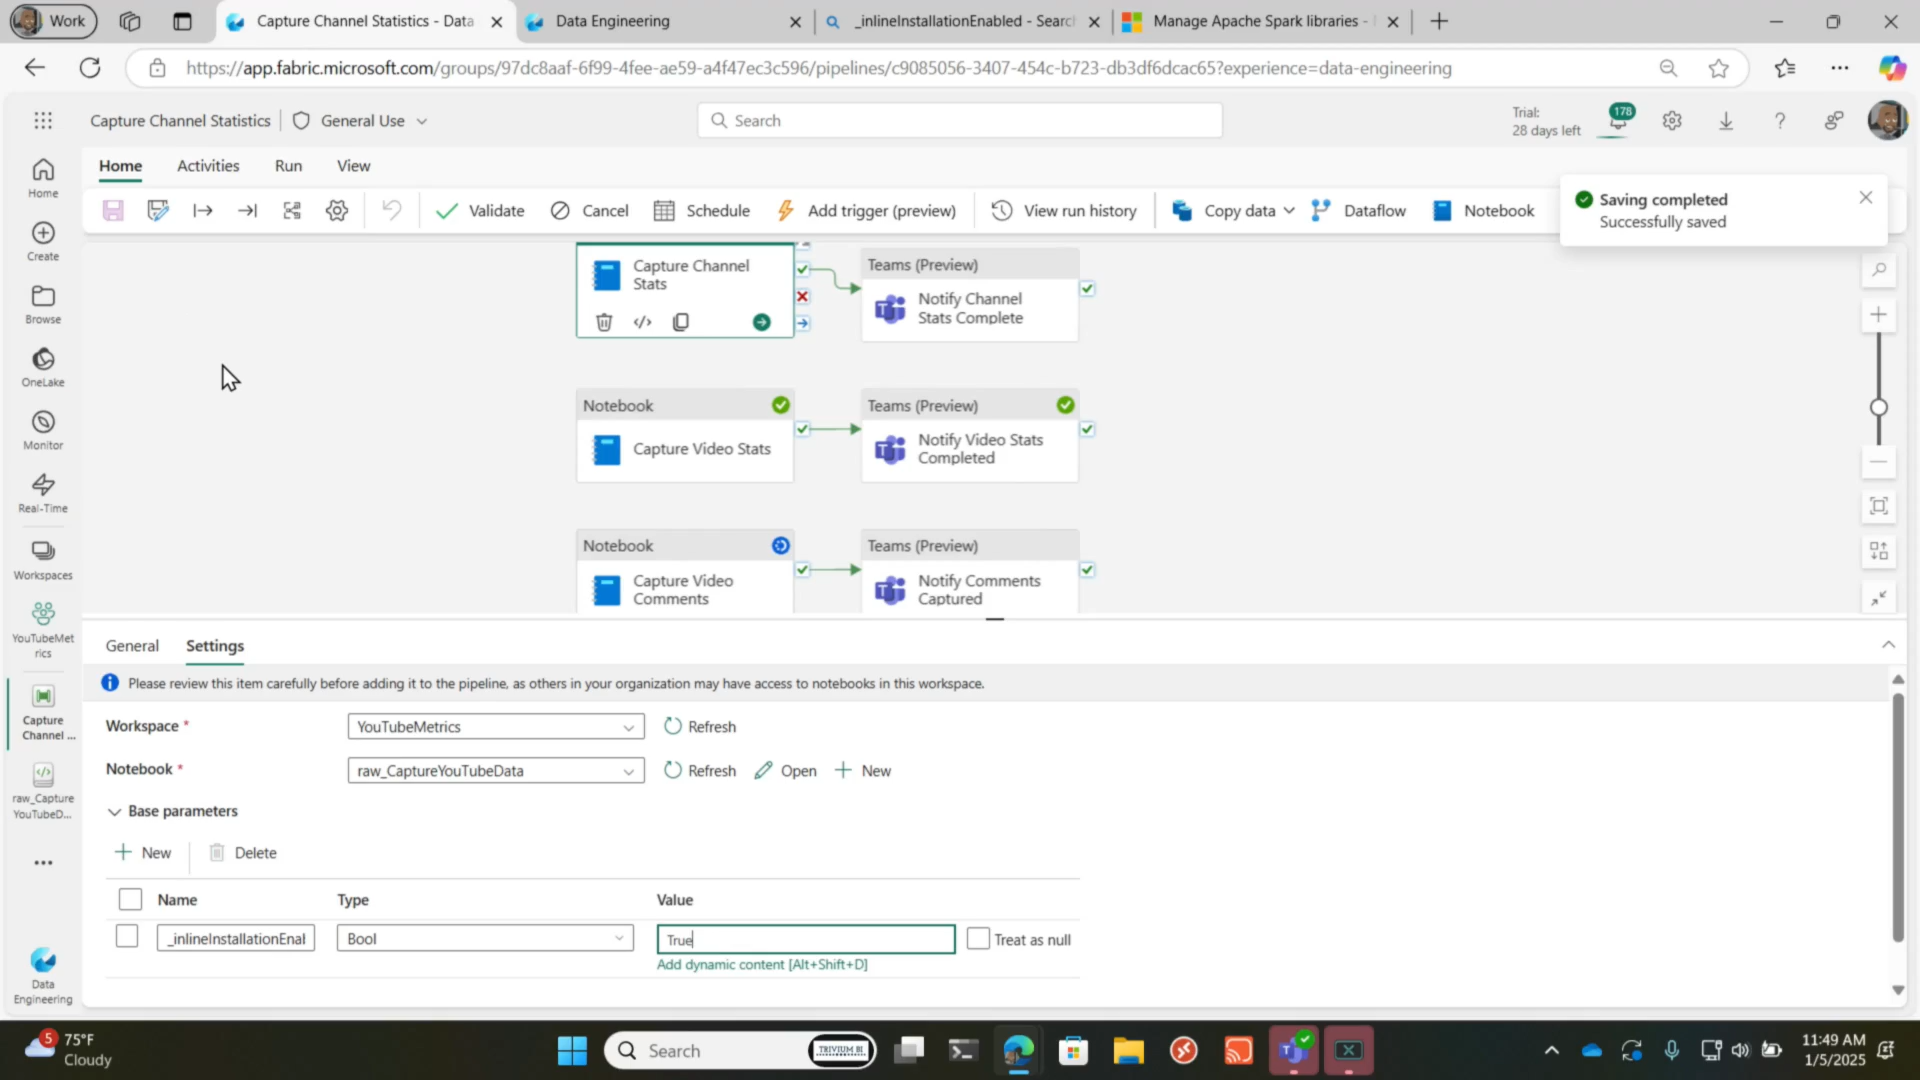 Work
Capture Channel Statistics - Data
Data Engineering
_inlineInstallationEnabled - Search
Manage Apache Spark libraries -
https://app.fabric.microsoft.com/groups/97dc8aaf-6f99-4fee-ae59-a4f47ec3c596/pipelines/c9085056-3407-454c-b723-db3df6dcac65?experience=data-engineering
Capture Channel Statistics
General Use
Search
Trial:
28 days left
178
Home
Activities
Run
View
Validate
Cancel
Schedule
Add trigger (preview)
View run history
Copy data
Dataflow
Notebook
Saving completed
Successfully saved
Home
Create
Browse
OneLake
Monitor
Real-Time
Workspaces
YouTubeMet
rics
Capture
Channel ...
raw_Capture
YouTubeD...
Data
Engineering
Capture Channel
Stats
Teams (Preview)
Notify Channel
Stats Complete
Notebook
Capture Video Stats
Teams (Preview)
Notify Video Stats
Completed
Notebook
Capture Video
Comments
Teams (Preview)
Notify Comments
Captured
General
Settings
Please review this item carefully before adding it to the pipeline, as others in your organization may have access to notebooks in this workspace.
Workspace *
YouTubeMetrics
Refresh
Notebook *
raw_CaptureYouTubeData
Refresh
Open
New
Base parameters
New
Delete
Name
Type
Value
_inlineInstallationEnal
Bool
True
Treat as null
Add dynamic content [Alt+Shift+D]
5
75°F
Cloudy
Search
TRIVIUM BI
11:49 AM
1/5/2025